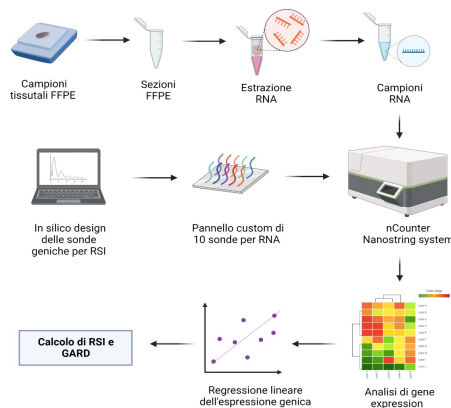 Campioni
tissutali FFPE
Sezioni
FFPE
Estrazione
RNA
Campioni
RNA
In silico design
delle sonde
geniche per RSI
Pannello custom di
10 sonde per RNA
nCounter
Nanostring system
Calcolo di RSI e
GARD
Regressione lineare
dell'espressione genica
Analisi di gene
expression